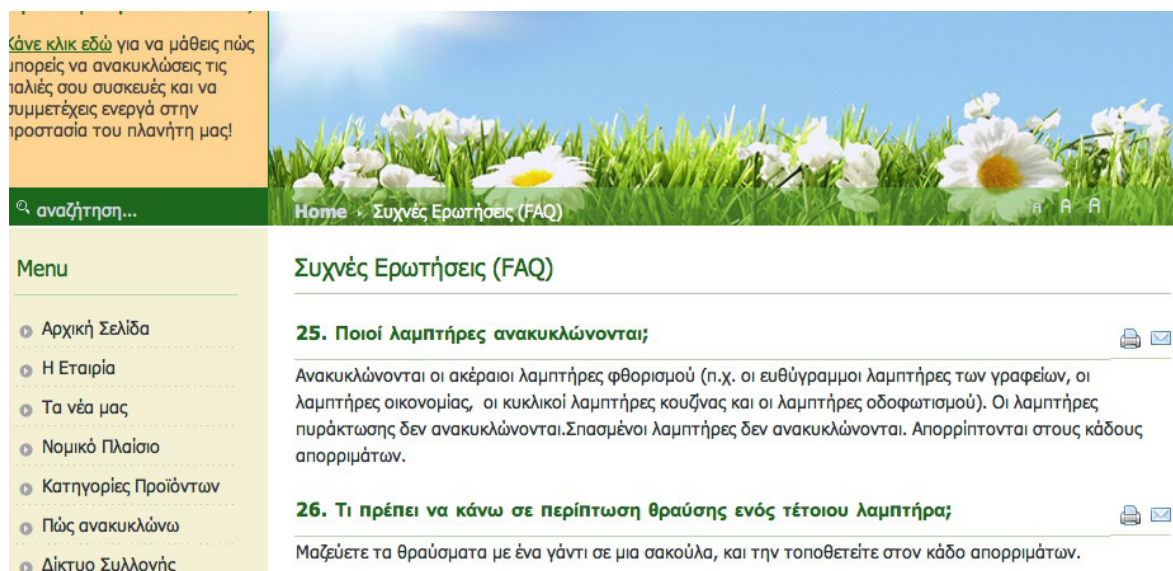 Κάνε κλικ εδώ για να μάθεις πώς
μπορείς να ανακυκλώσεις τις
παλιές σου συσκευές και να
συμμετέχεις ενεργά στην
προστασία του πλανήτη μας!
αναζήτηση...
Home Συχνές Ερωτήσεις (FAQ)
A A A
Menu
Αρχική Σελίδα
Η Εταιρία
Τα νέα μας
Νομικό Πλαίσιο
Κατηγορίες Προϊόντων
Πώς ανακυκλώνω
Δίκτυο Συλλογής
Συχνές Ερωτήσεις (FAQ)
25. Ποιοί λαμπτήρες ανακυκλώνονται;
Ανακυκλώνονται οι ακέραιοι λαμπτήρες φθορισμού (π.χ. οι ευθύγραμμοι λαμπτήρες των γραφείων, οι
λαμπτήρες οικονομίας, οι κυκλικοί λαμπτήρες κουζίνας και οι λαμπτήρες οδοφωτισμού). Οι λαμπτήρες
πυράκτωσης δεν ανακυκλώνονται.Σπασμένοι λαμπτήρες δεν ανακυκλώνονται. Απορρίπτονται στους κάδους
απορριμάτων.
26. Τι πρέπει να κάνω σε περίπτωση θραύσης ενός τέτοιου λαμπτήρα;
Μαζεύετε τα θραύσματα με ένα γάντι σε μια σακούλα, και την τοποθετείτε στον κάδο απορριμάτων.